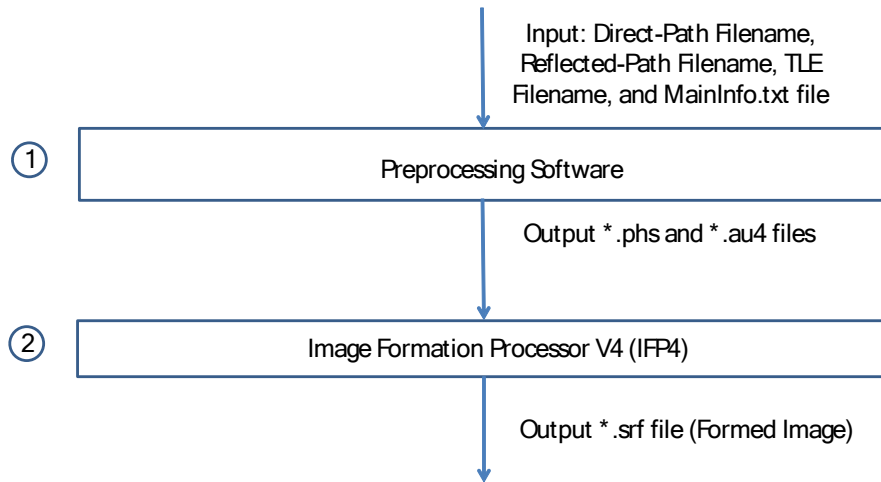 Input: Direct-Path Filename,
Reflected-Path Filename, TLE
Filename, and MainInfo.txt file
1
Preprocessing Software
Output *.phs and *.au4 files
2
Image Formation Processor V4 (IFP4)
Output *.srf file (Formed Image)